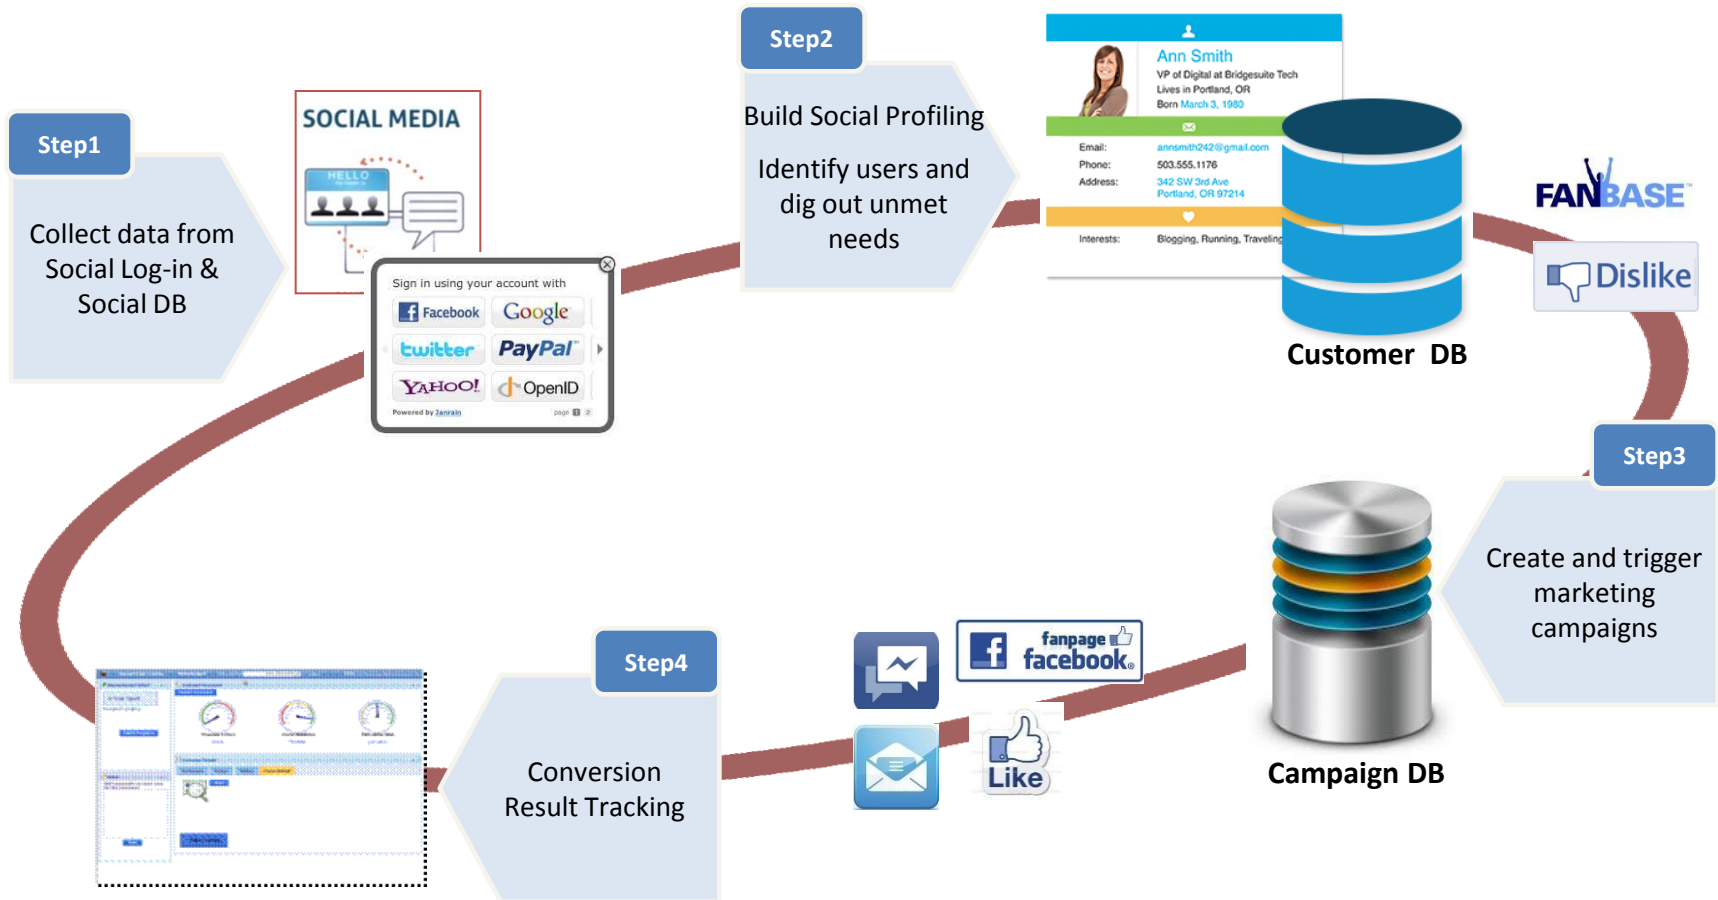 Step1
Collect data from
Social Log-in &
Social DB
SOCIAL MEDIA
HELLO
Sign in using your account with
Facebook
Google
twitter
PayPal
YAHOO!
OpenID
Powered by Janrain
page 1 2
Step2
Build Social Profiling
Identify users and
dig out unmet
needs
Ann Smith
VP of Digital at Bridgesuite Tech
Lives in Portland, OR
Born March 3, 1980
Email: annsmith242@gmail.com
Phone: 503.555.1176
Address: 342 SW 3rd Ave
Portland, OR 97214
Interests: Blogging, Running, Traveling
Customer DB
FANBASE
Dislike
Step3
Create and trigger
marketing
campaigns
Campaign DB
fanpage
facebook
Like
Step4
Conversion
Result Tracking